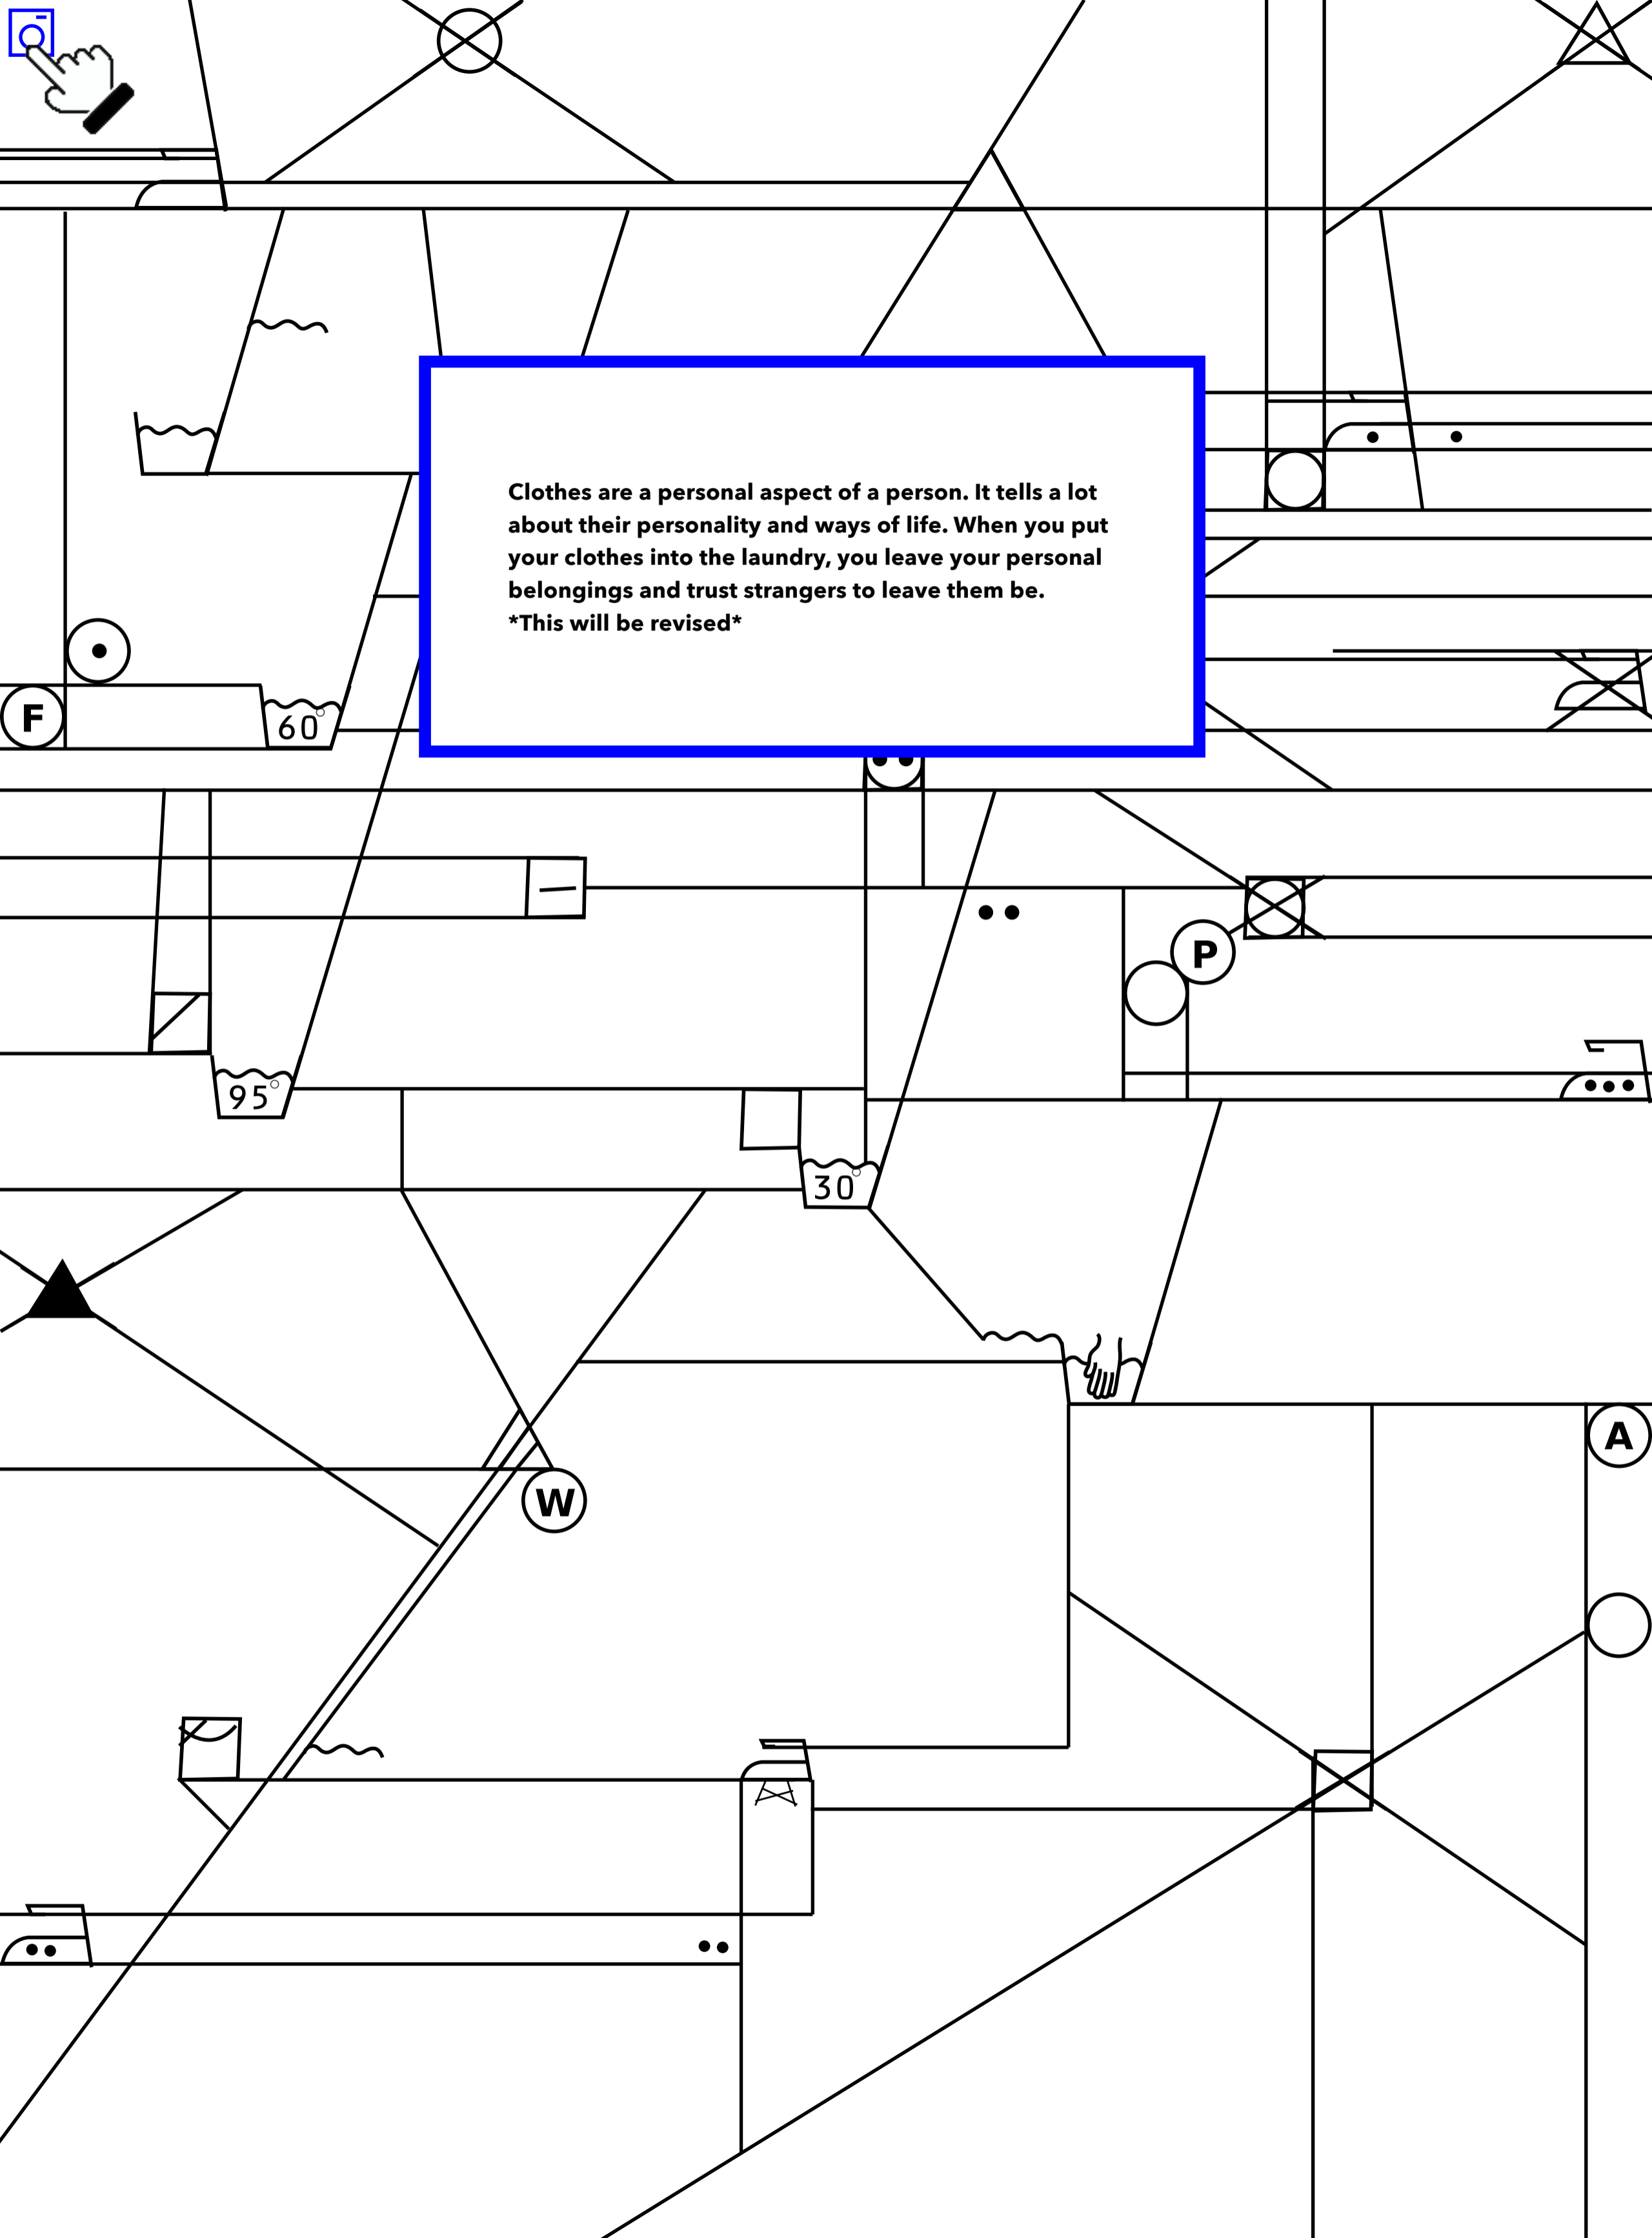 Clothes are a personal aspect of a person. It tells a lot
about their personality and ways of life. When you put
your clothes into the laundry, you leave your personal
belongings and trust strangers to leave them be.
*This will be revised*
F
60°
P
95°
30°
A
W